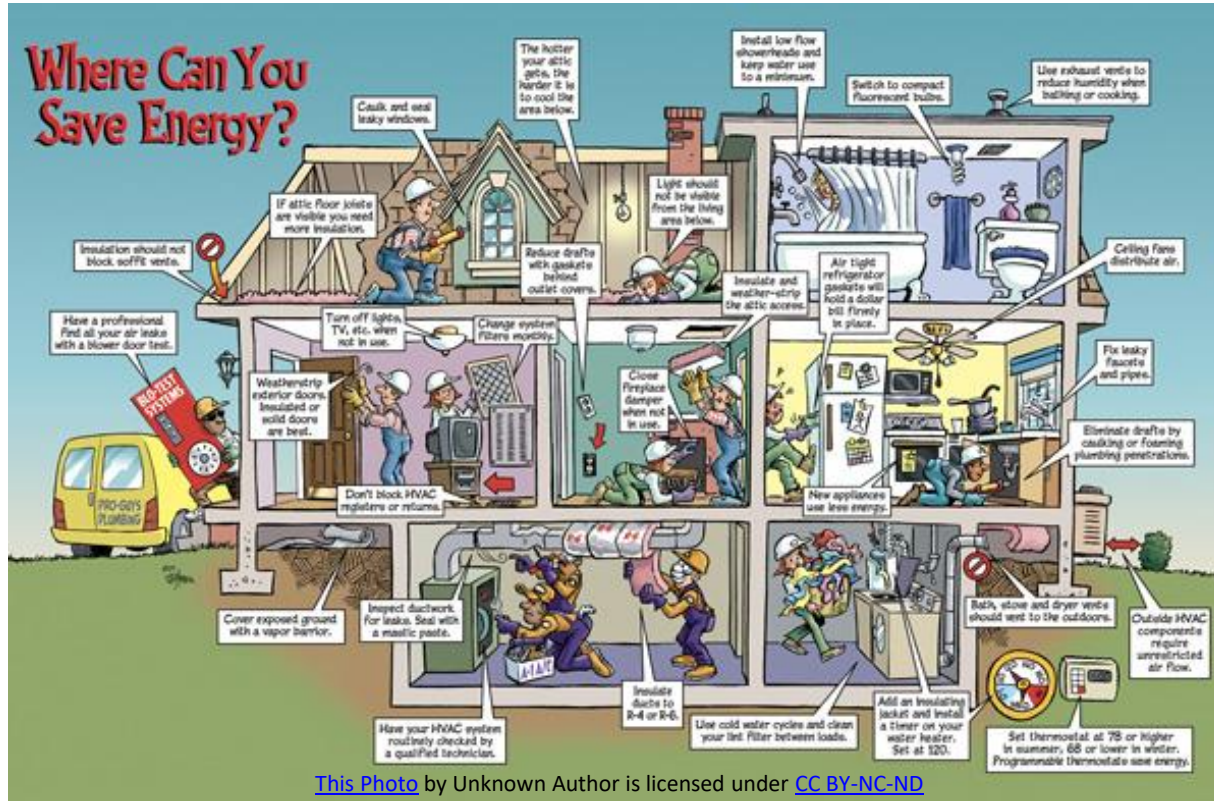 Where Can You
Save Energy?
The hotter
your attic
gets, the
harder it is
to cool the
area below.
Install low flow
showerheads and
keep water use
to a minimum.
Switch to compact
fluorescent bulbs.
Use exhaust vents to
reduce humidity when
bathing or cooking.
Caulk and seal
leaky windows.
If attic floor joists
are visible you need
more insulation.
Light should
not be visible
from the living
area below.
Insulation should not
block soffit vents.
Reduce drafts
with gaskets
behind
outlet covers.
Insulate and
weather-strip
the attic access.
Air tight
refrigerator
gaskets will
hold a dollar
bill firmly
in place.
Ceiling fans
distribute air.
Have a professional
find all your air leaks
with a blower door test.
Turn off lights,
TV, etc. when
not in use.
Change system
filters monthly.
Fix leaky
faucets
and pipes.
BLO-TEST
SYSTEMS
Weatherstrip
exterior doors.
Insulated or
solid doors
are best.
Close
fireplace
damper
when not
in use.
Eliminate drafts by
caulking or foaming
plumbing penetrations.
PRO-GUYS
PLUMBING
Don't block HVAC
registers or returns.
New appliances
use less energy.
Cover exposed ground
with a vapor barrier.
Inspect ductwork
for leaks. Seal with
a mastic paste.
A-1 A/C
Bath, stove and dryer vents
should vent to the outdoors.
Outside HVAC
components
require
unrestricted
air flow.
Have your HVAC system
routinely checked by
a qualified technician.
Insulate
ducts to
R-4 or R-6.
Use cold water cycles and clean
your lint filter between loads.
Add an insulating
jacket and install
a timer on your
water heater.
Set at 120.
Set thermostat at 78 or higher
in summer, 68 or lower in winter.
Programmable thermostats save energy.
This Photo by Unknown Author is licensed under CC BY-NC-ND